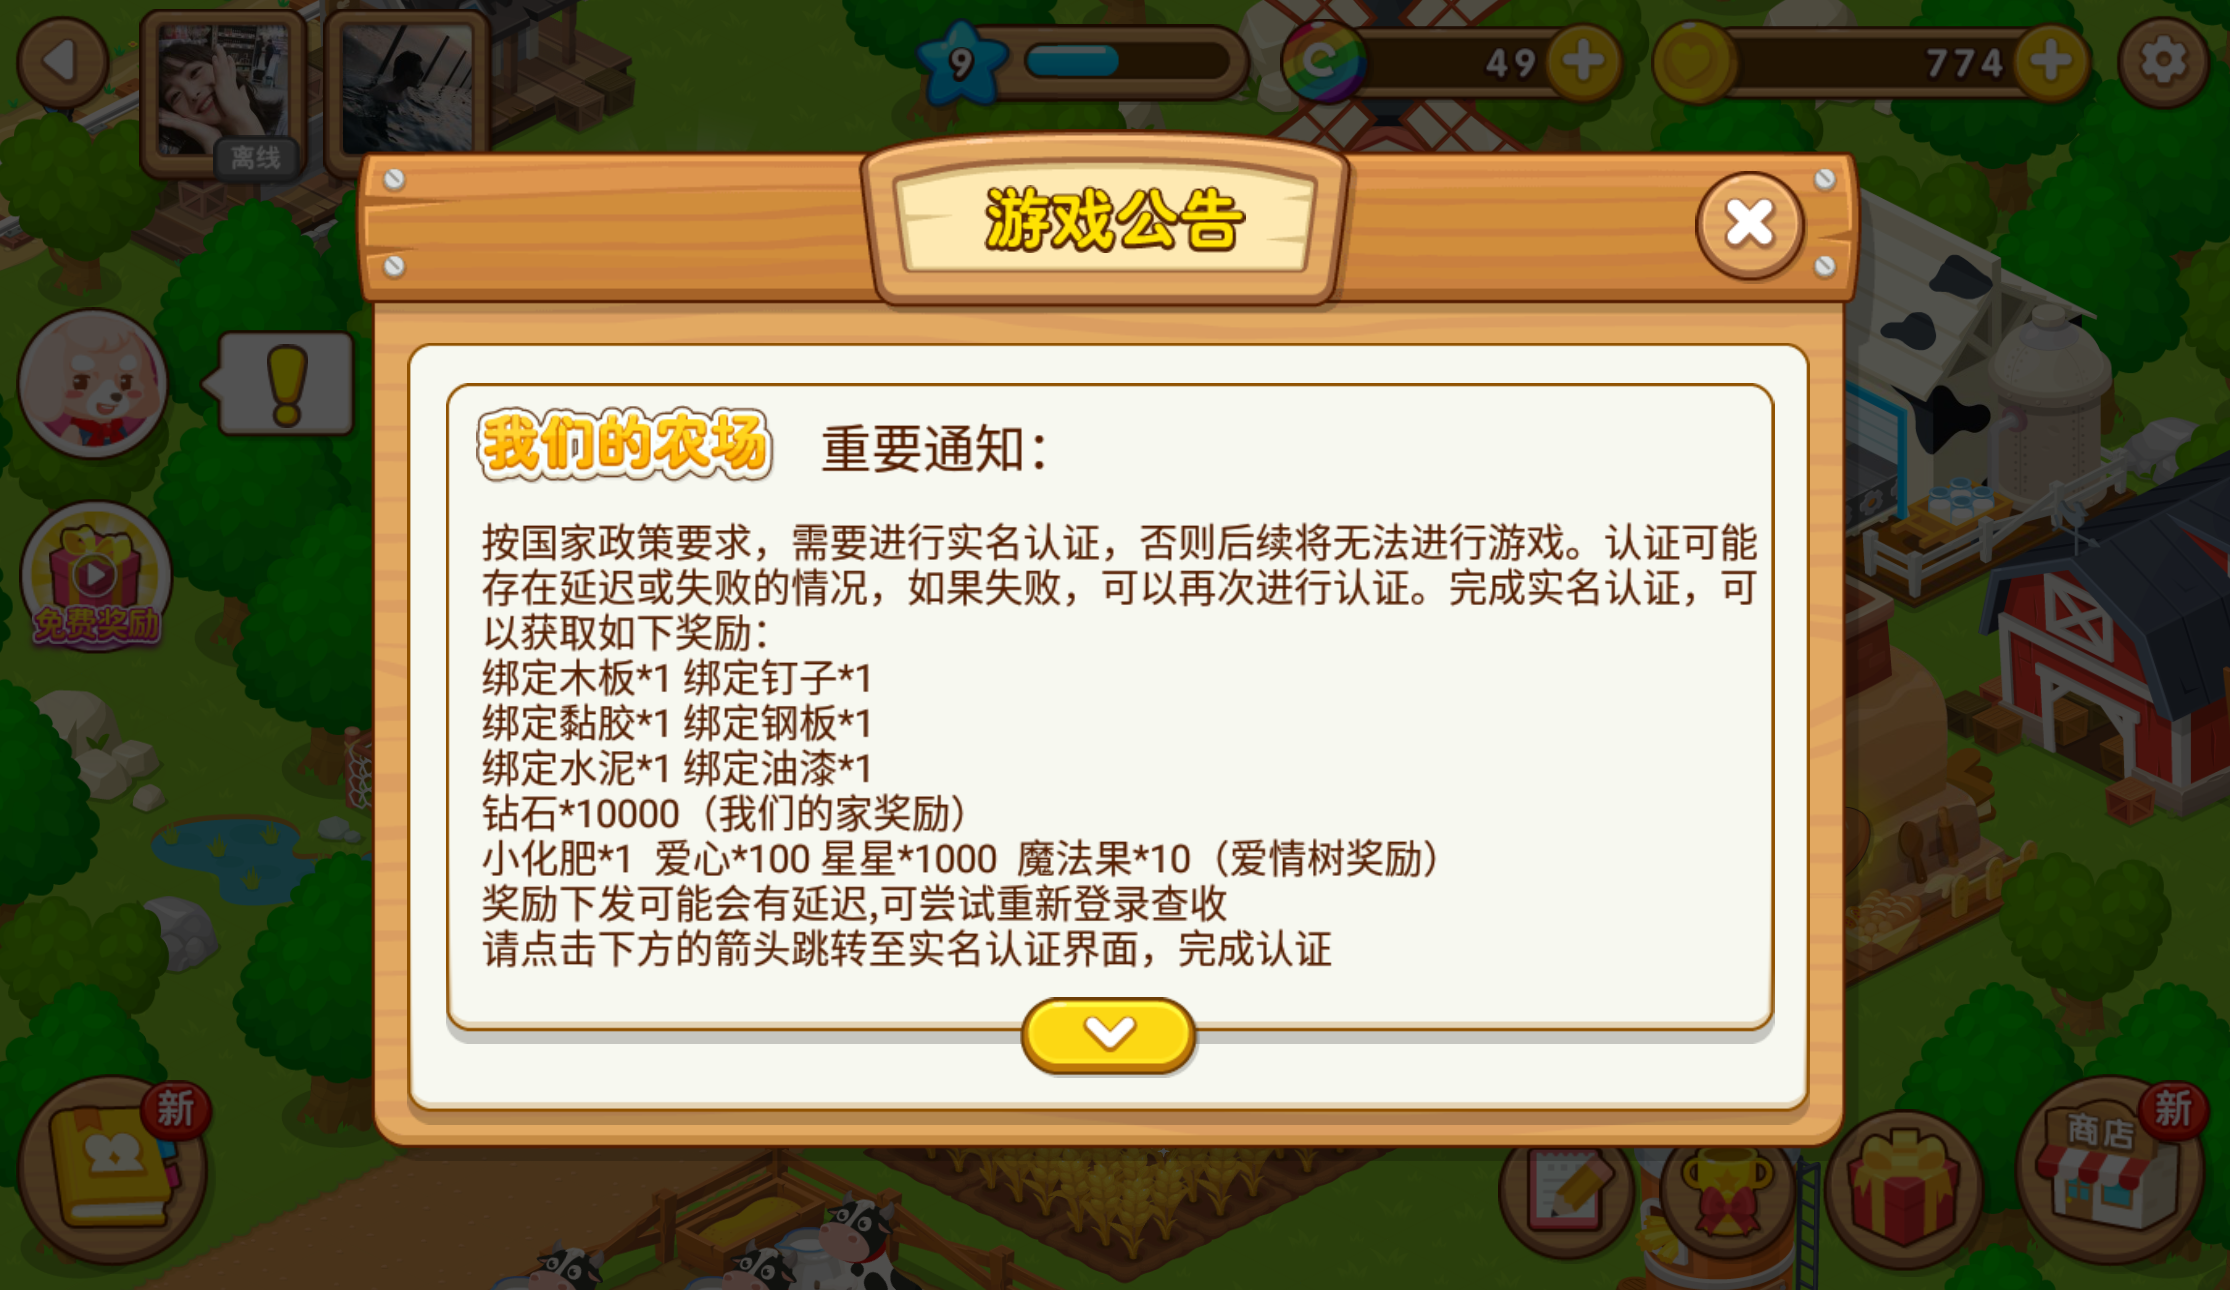 离线
9
49
774
游戏公告
我们的农场 重要通知：
按国家政策要求，需要进行实名认证，否则后续将无法进行游戏。认证可能
存在延迟或失败的情况，如果失败，可以再次进行认证。完成实名认证，可
以获取如下奖励：
绑定木板*1 绑定钉子*1
绑定黏胶*1 绑定钢板*1
绑定水泥*1 绑定油漆*1
钻石*10000（我们的家奖励）
小化肥*1  爱心*100 星星*1000  魔法果*10（爱情树奖励）
奖励下发可能会有延迟,可尝试重新登录查收
请点击下方的箭头跳转至实名认证界面，完成认证
免费奖励
新
商店
新